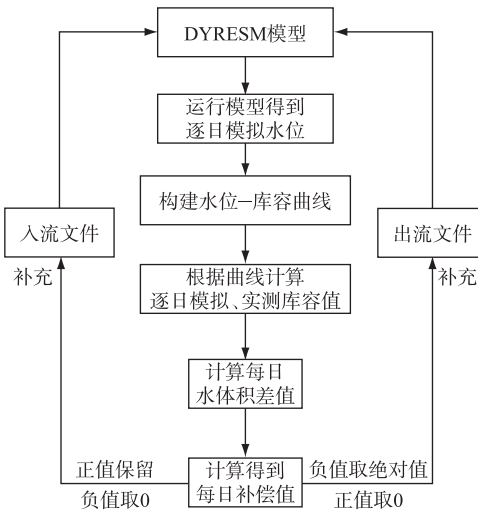 DYRESM模型
运行模型得到
逐日模拟水位
构建水位—库容曲线
入流文件
出流文件
补充
补充
根据曲线计算
逐日模拟、实测库容值
计算每日
水体积差值
正值保留
负值取0
计算得到
每日补偿值
负值取绝对值
正值取0